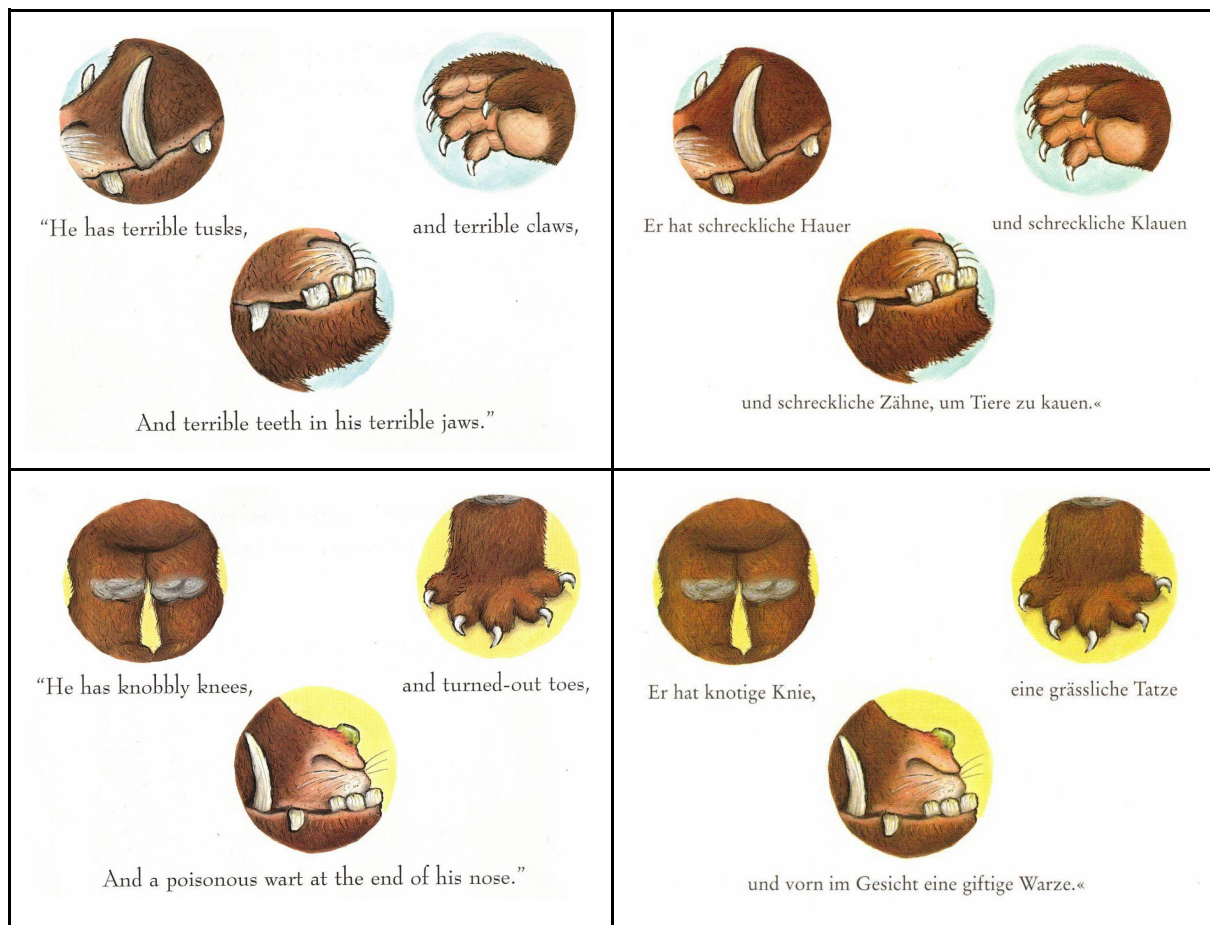 “He has terrible tusks,
and terrible claws,
And terrible teeth in his terrible jaws.”
Er hat schreckliche Hauer
und schreckliche Klauen
und schreckliche Zähne, um Tiere zu kauen.«
“He has knobbly knees,
and turned-out toes,
And a poisonous wart at the end of his nose.”
Er hat knotige Knie,
eine grässliche Tatze
und vorn im Gesicht eine giftige Warze.«